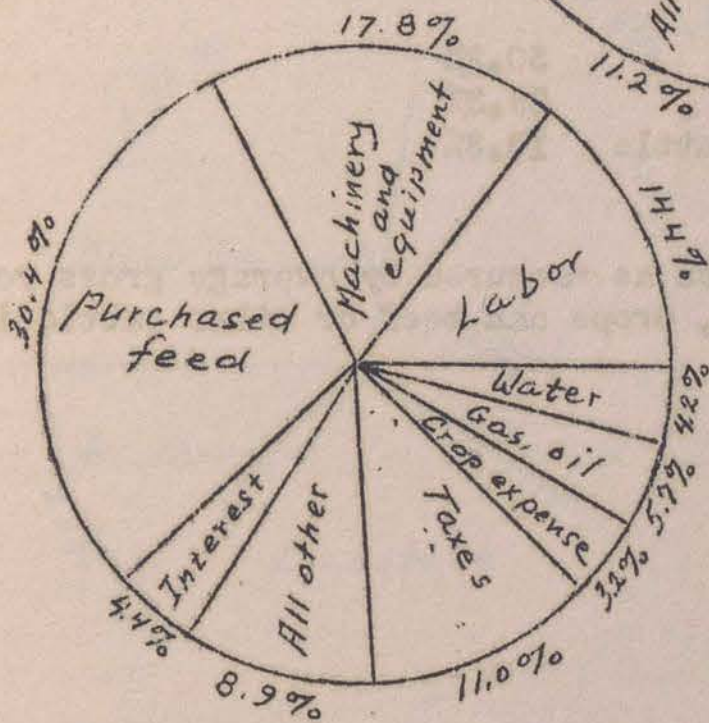 All
11.2%
17.8%
Machinery
and
equipment
14.4%
Labor
30.4%
Purchased
feed
Water
4.2%
Gas, oil
5.7%
Crop expense
3.2%
Taxes
11.0%
All other
8.9%
Interest
4.4%